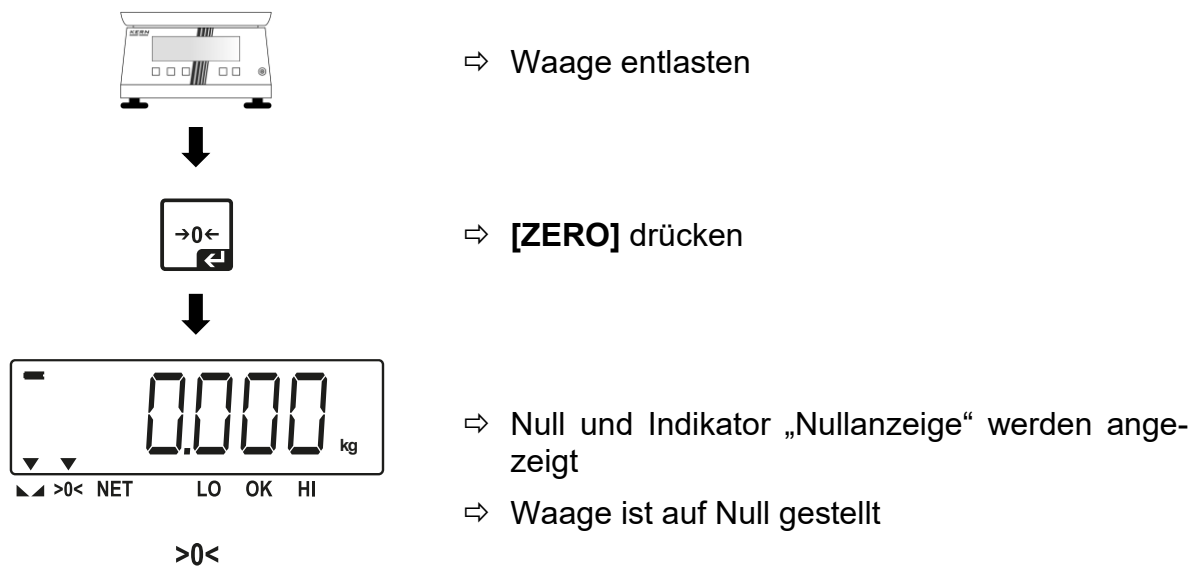 KERN
⇨ Waage entlasten
→0←
⇨ [ZERO] drücken
0.000 kg
>0< NET LO OK HI
⇨ Null und Indikator „Nullanzeige“ werden ange-
zeigt
⇨ Waage ist auf Null gestellt
>0<